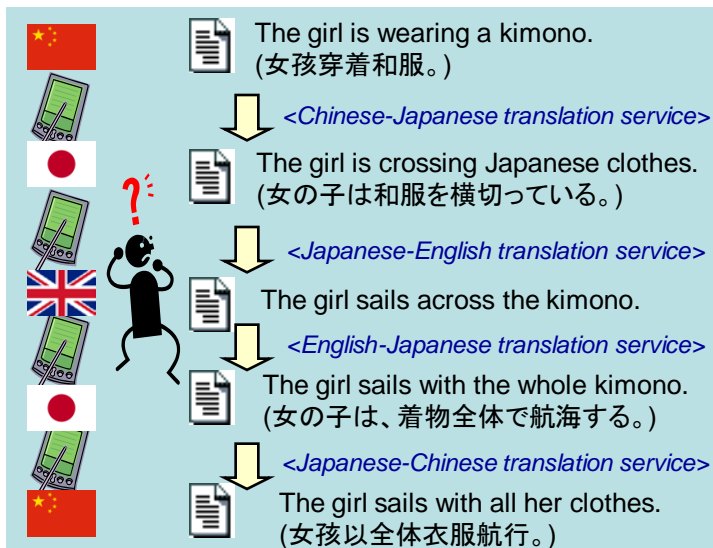 The girl is wearing a kimono.
(女孩穿着和服。)
<Chinese-Japanese translation service>
The girl is crossing Japanese clothes.
(女の子は和服を横切っている。)
?
<Japanese-English translation service>
The girl sails across the kimono.
<English-Japanese translation service>
The girl sails with the whole kimono.
(女の子は、着物全体で航海する。)
<Japanese-Chinese translation service>
The girl sails with all her clothes.
(女孩以全体衣服航行。)